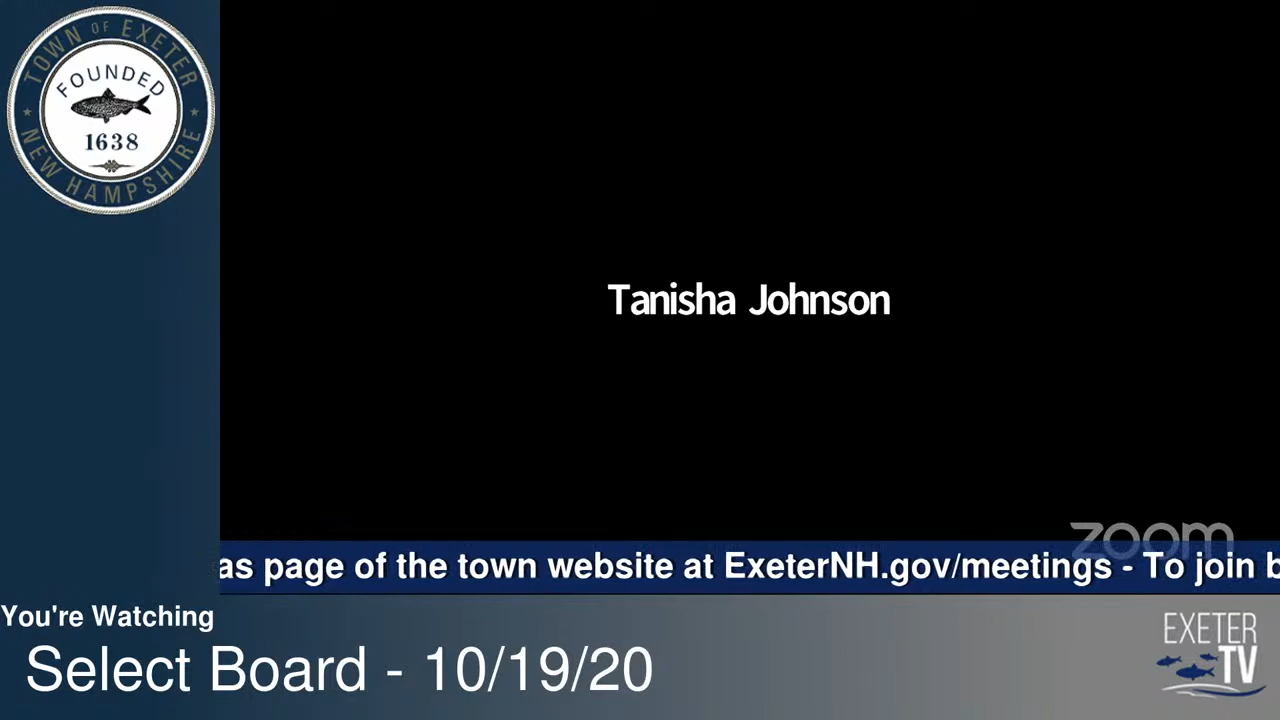 TOWN OF EXETER
FOUNDED
1638
NEW HAMPSHIRE
Tanisha Johnson
zoom
as page of the town website at ExeterNH.gov/meetings - To join b
You're Watching
Select Board - 10/19/20
EXETER
TV